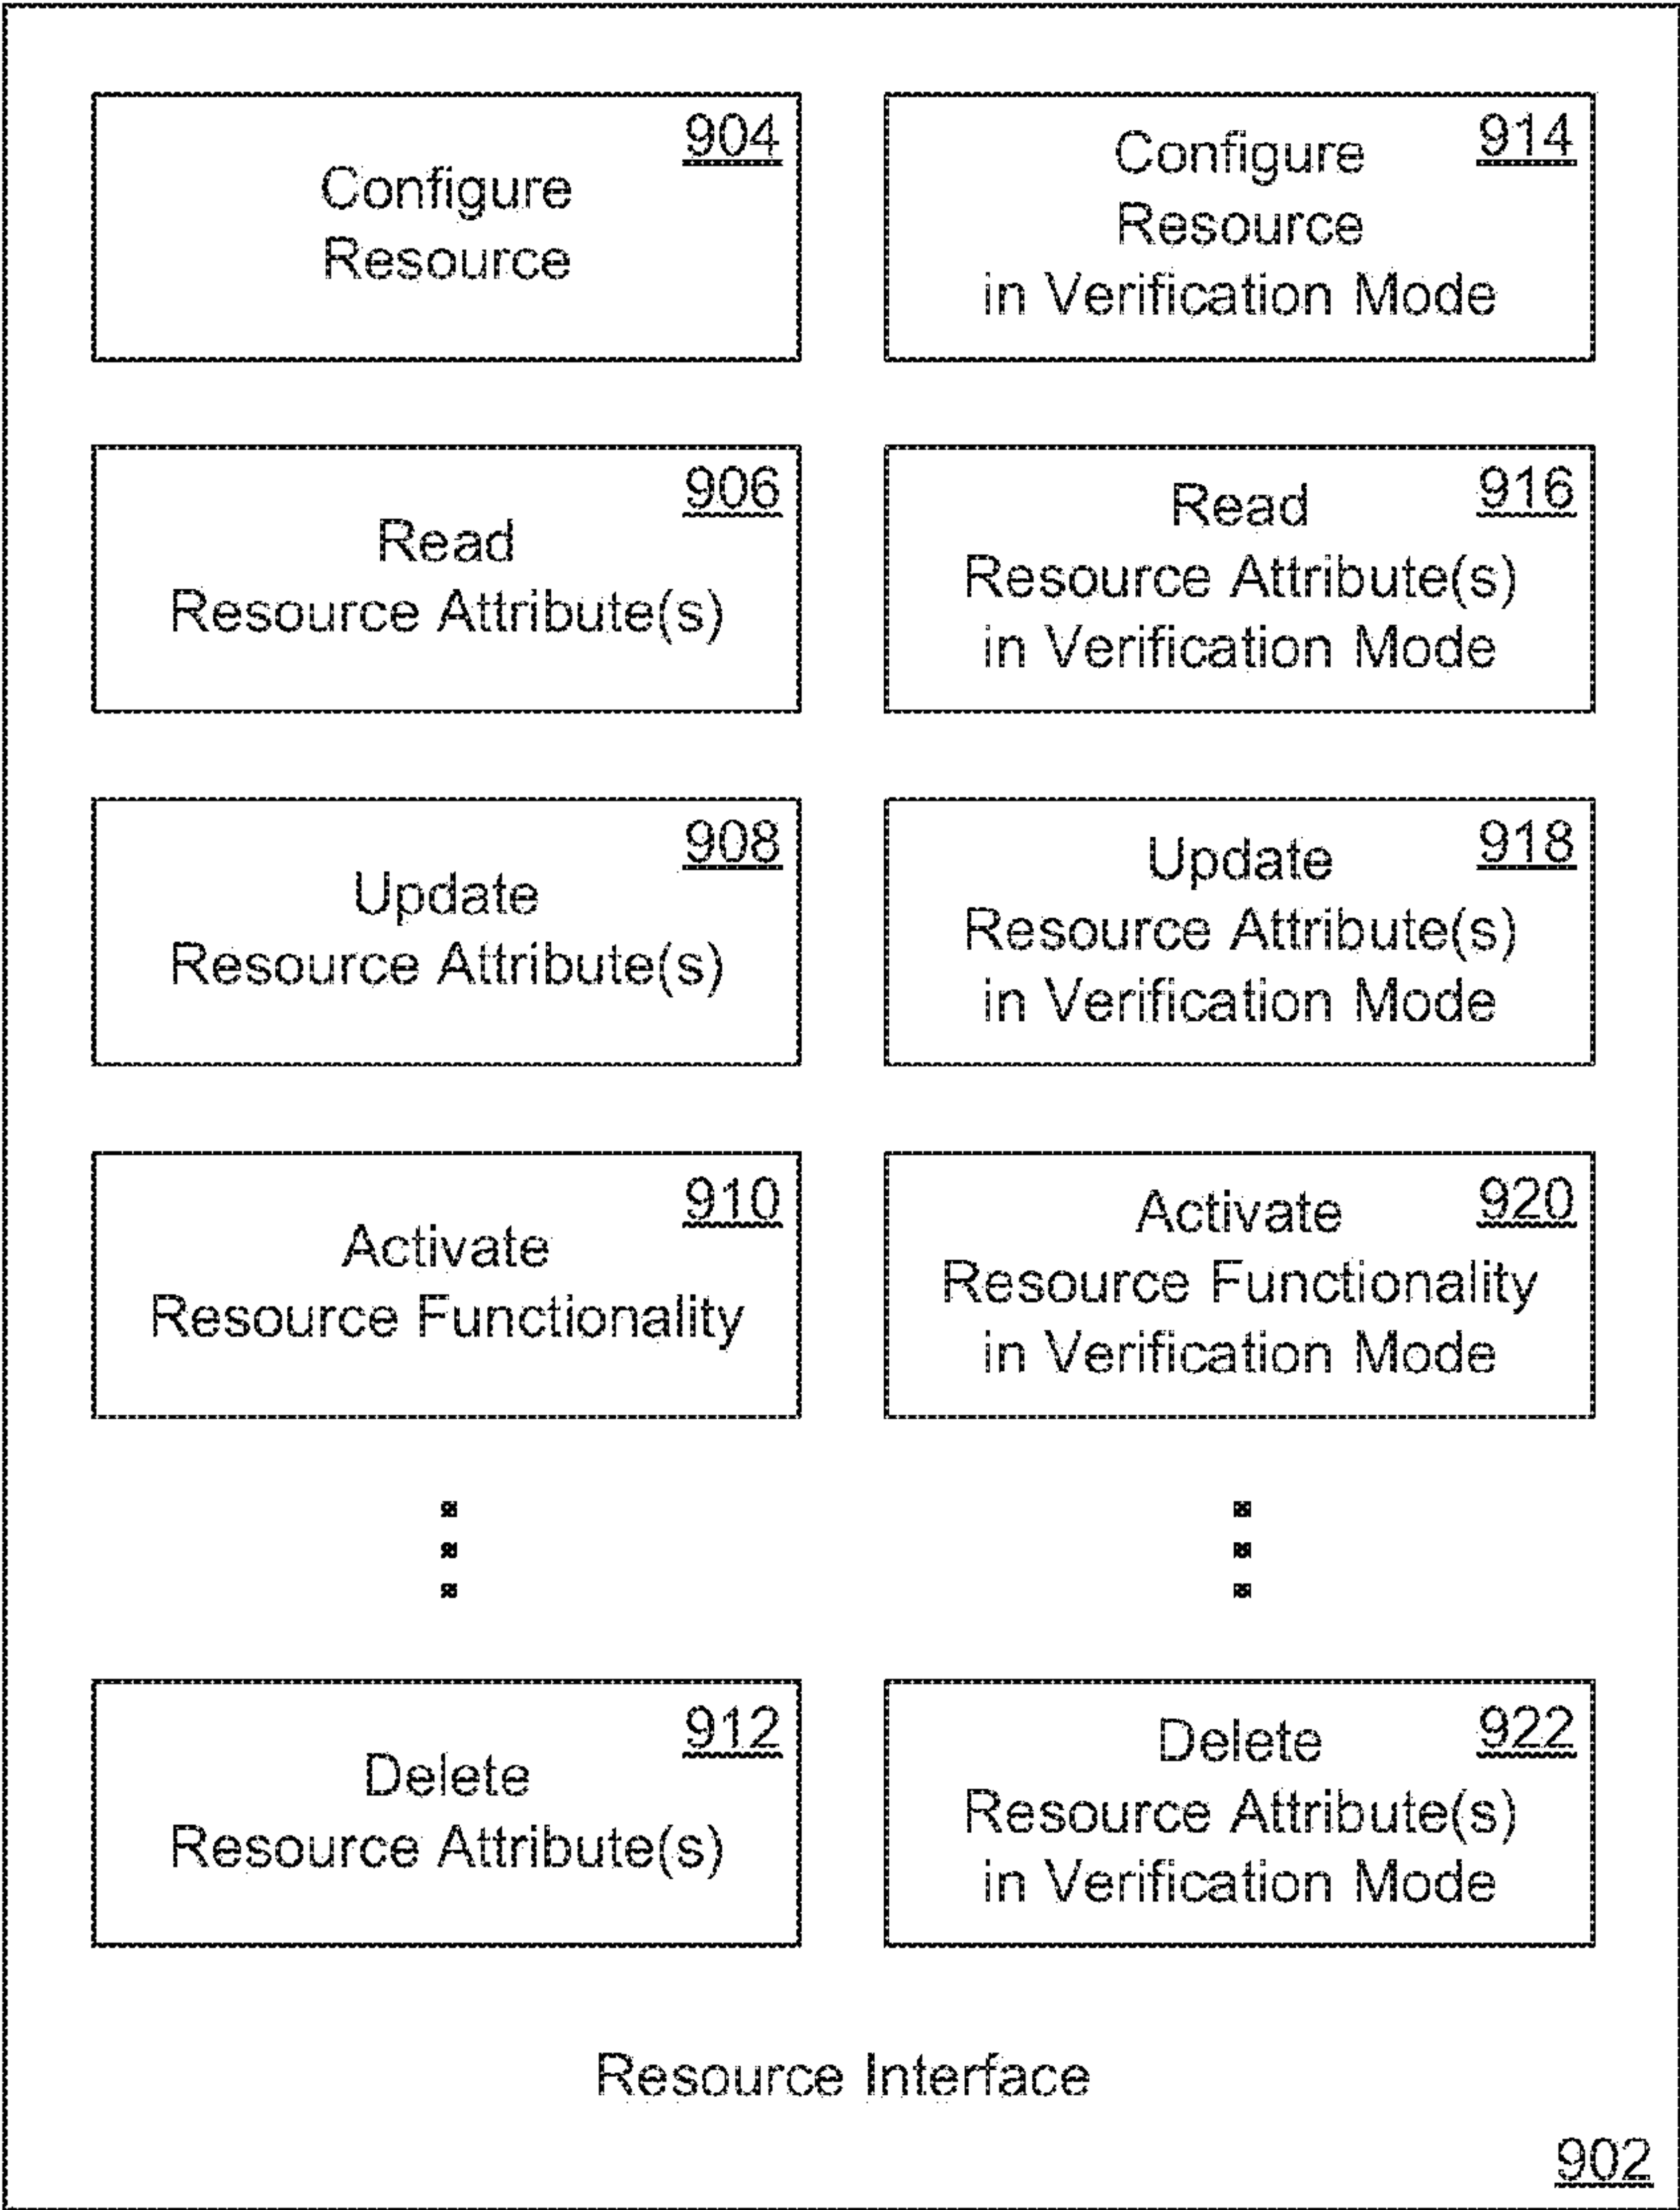 904
Configure
Resource
914
Configure
Resource
in Verification Mode
906
Read
Resource Attribute(s)
916
Read
Resource Attribute(s)
in Verification Mode
908
Update
Resource Attribute(s)
918
Update
Resource Attribute(s)
in Verification Mode
910
Activate
Resource Functionality
920
Activate
Resource Functionality
in Verification Mode
912
Delete
Resource Attribute(s)
922
Delete
Resource Attribute(s)
in Verification Mode
Resource Interface
902